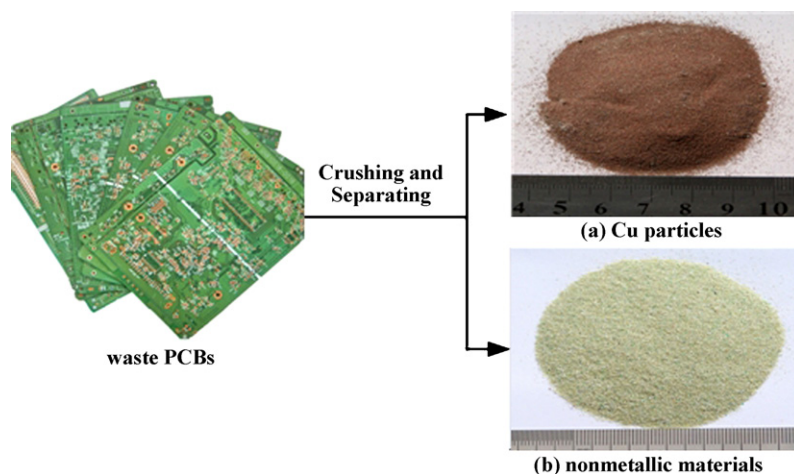 Crushing and
Separating
waste PCBs
4 5 6 7 8 9 10
(a) Cu particles
(b) nonmetallic materials